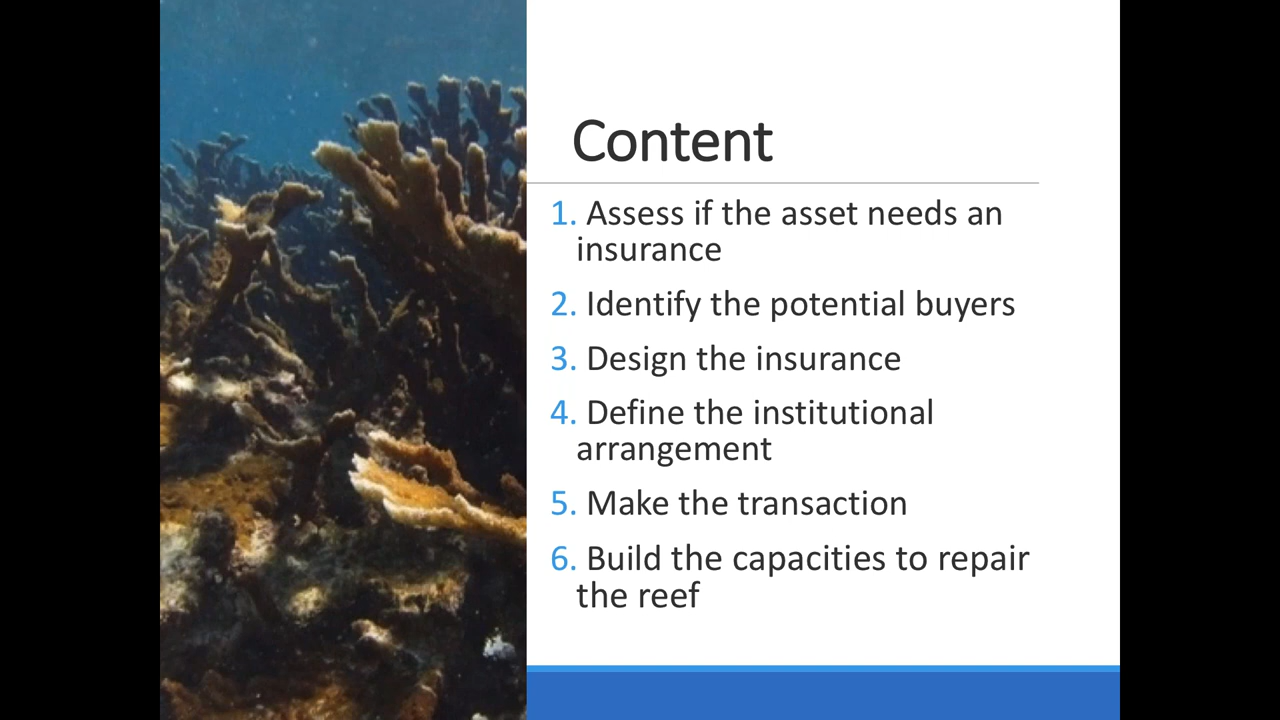 Content
1. Assess if the asset needs an
insurance
2. Identify the potential buyers
3. Design the insurance
4. Define the institutional
arrangement
5. Make the transaction
6. Build the capacities to repair
the reef